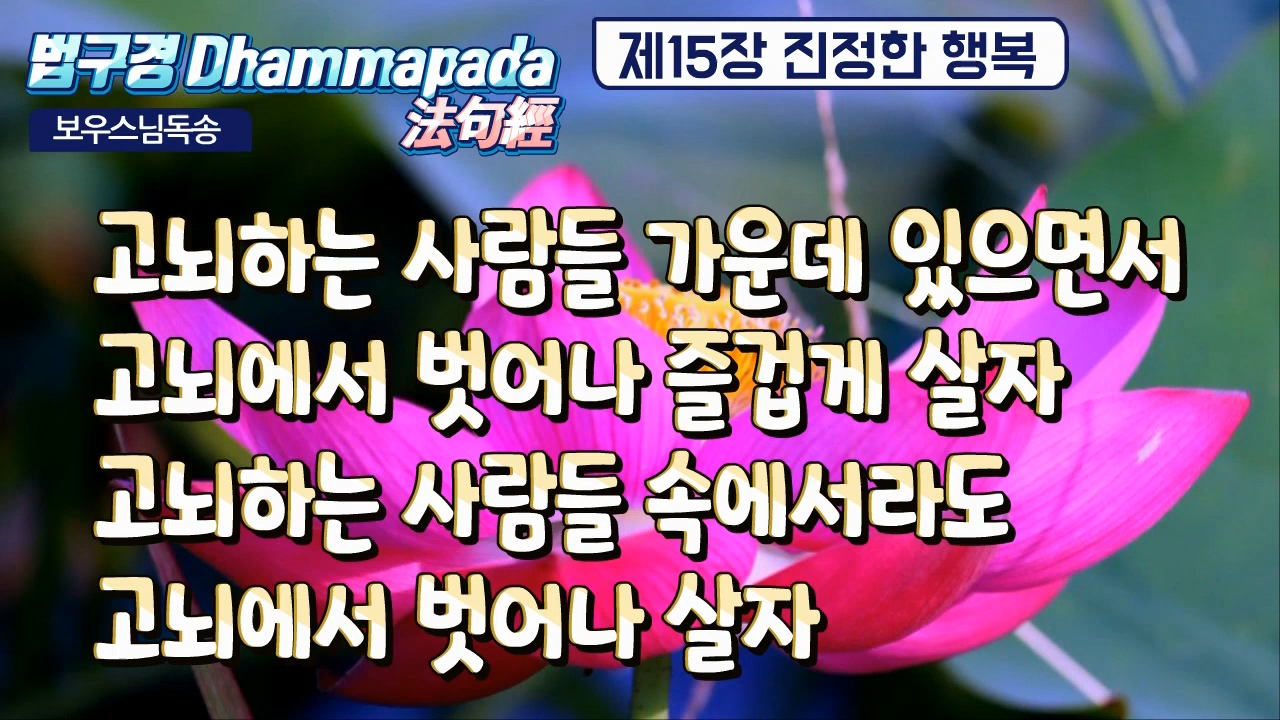 법구경 Dhammapada
法句經
보우스님독송
제15장 진정한 행복
고뇌하는 사람들 가운데 있으면서
고뇌에서 벗어나 즐겁게 살자
고뇌하는 사람들 속에서라도
고뇌에서 벗어나 살자